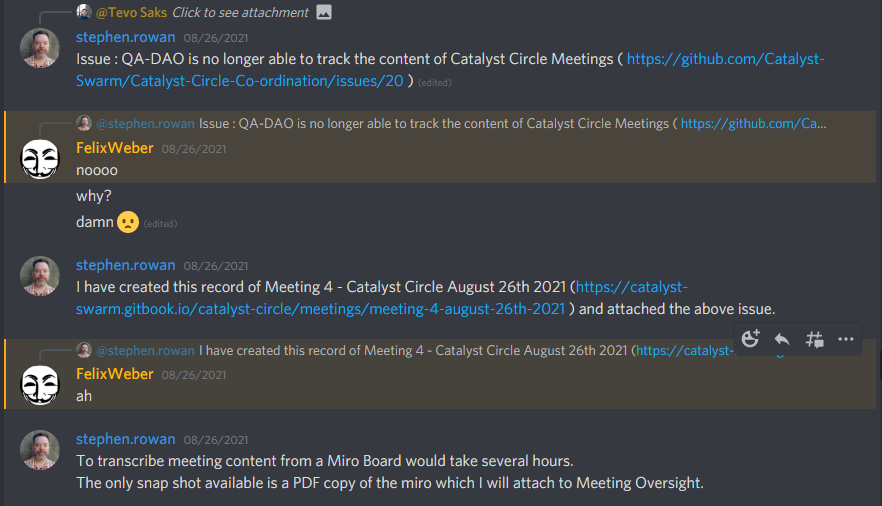 @Tevo Saks Click to see attachment
stephen.rowan 08/26/2021
Issue : QA-DAO is no longer able to track the content of Catalyst Circle Meetings ( https://github.com/Catalyst-
Swarm/Catalyst-Circle-Co-ordination/issues/20 ) (edited)
@stephen.rowan Issue : QA-DAO is no longer able to track the content of Catalyst Circle Meetings ( https://github.com/Ca...
FelixWeber 08/26/2021
noooo
why?
damn (edited)
stephen.rowan 08/26/2021
I have created this record of Meeting 4 - Catalyst Circle August 26th 2021 (https://catalyst-
swarm.gitbook.io/catalyst-circle/meetings/meeting-4-august-26th-2021 ) and attached the above issue.
@stephen.rowan I have created this record of Meeting 4 - Catalyst Circle August 26th 2021 (https://catalyst-
FelixWeber 08/26/2021
ah
stephen.rowan 08/26/2021
To transcribe meeting content from a Miro Board would take several hours.
The only snap shot available is a PDF copy of the miro which I will attach to Meeting Oversight.